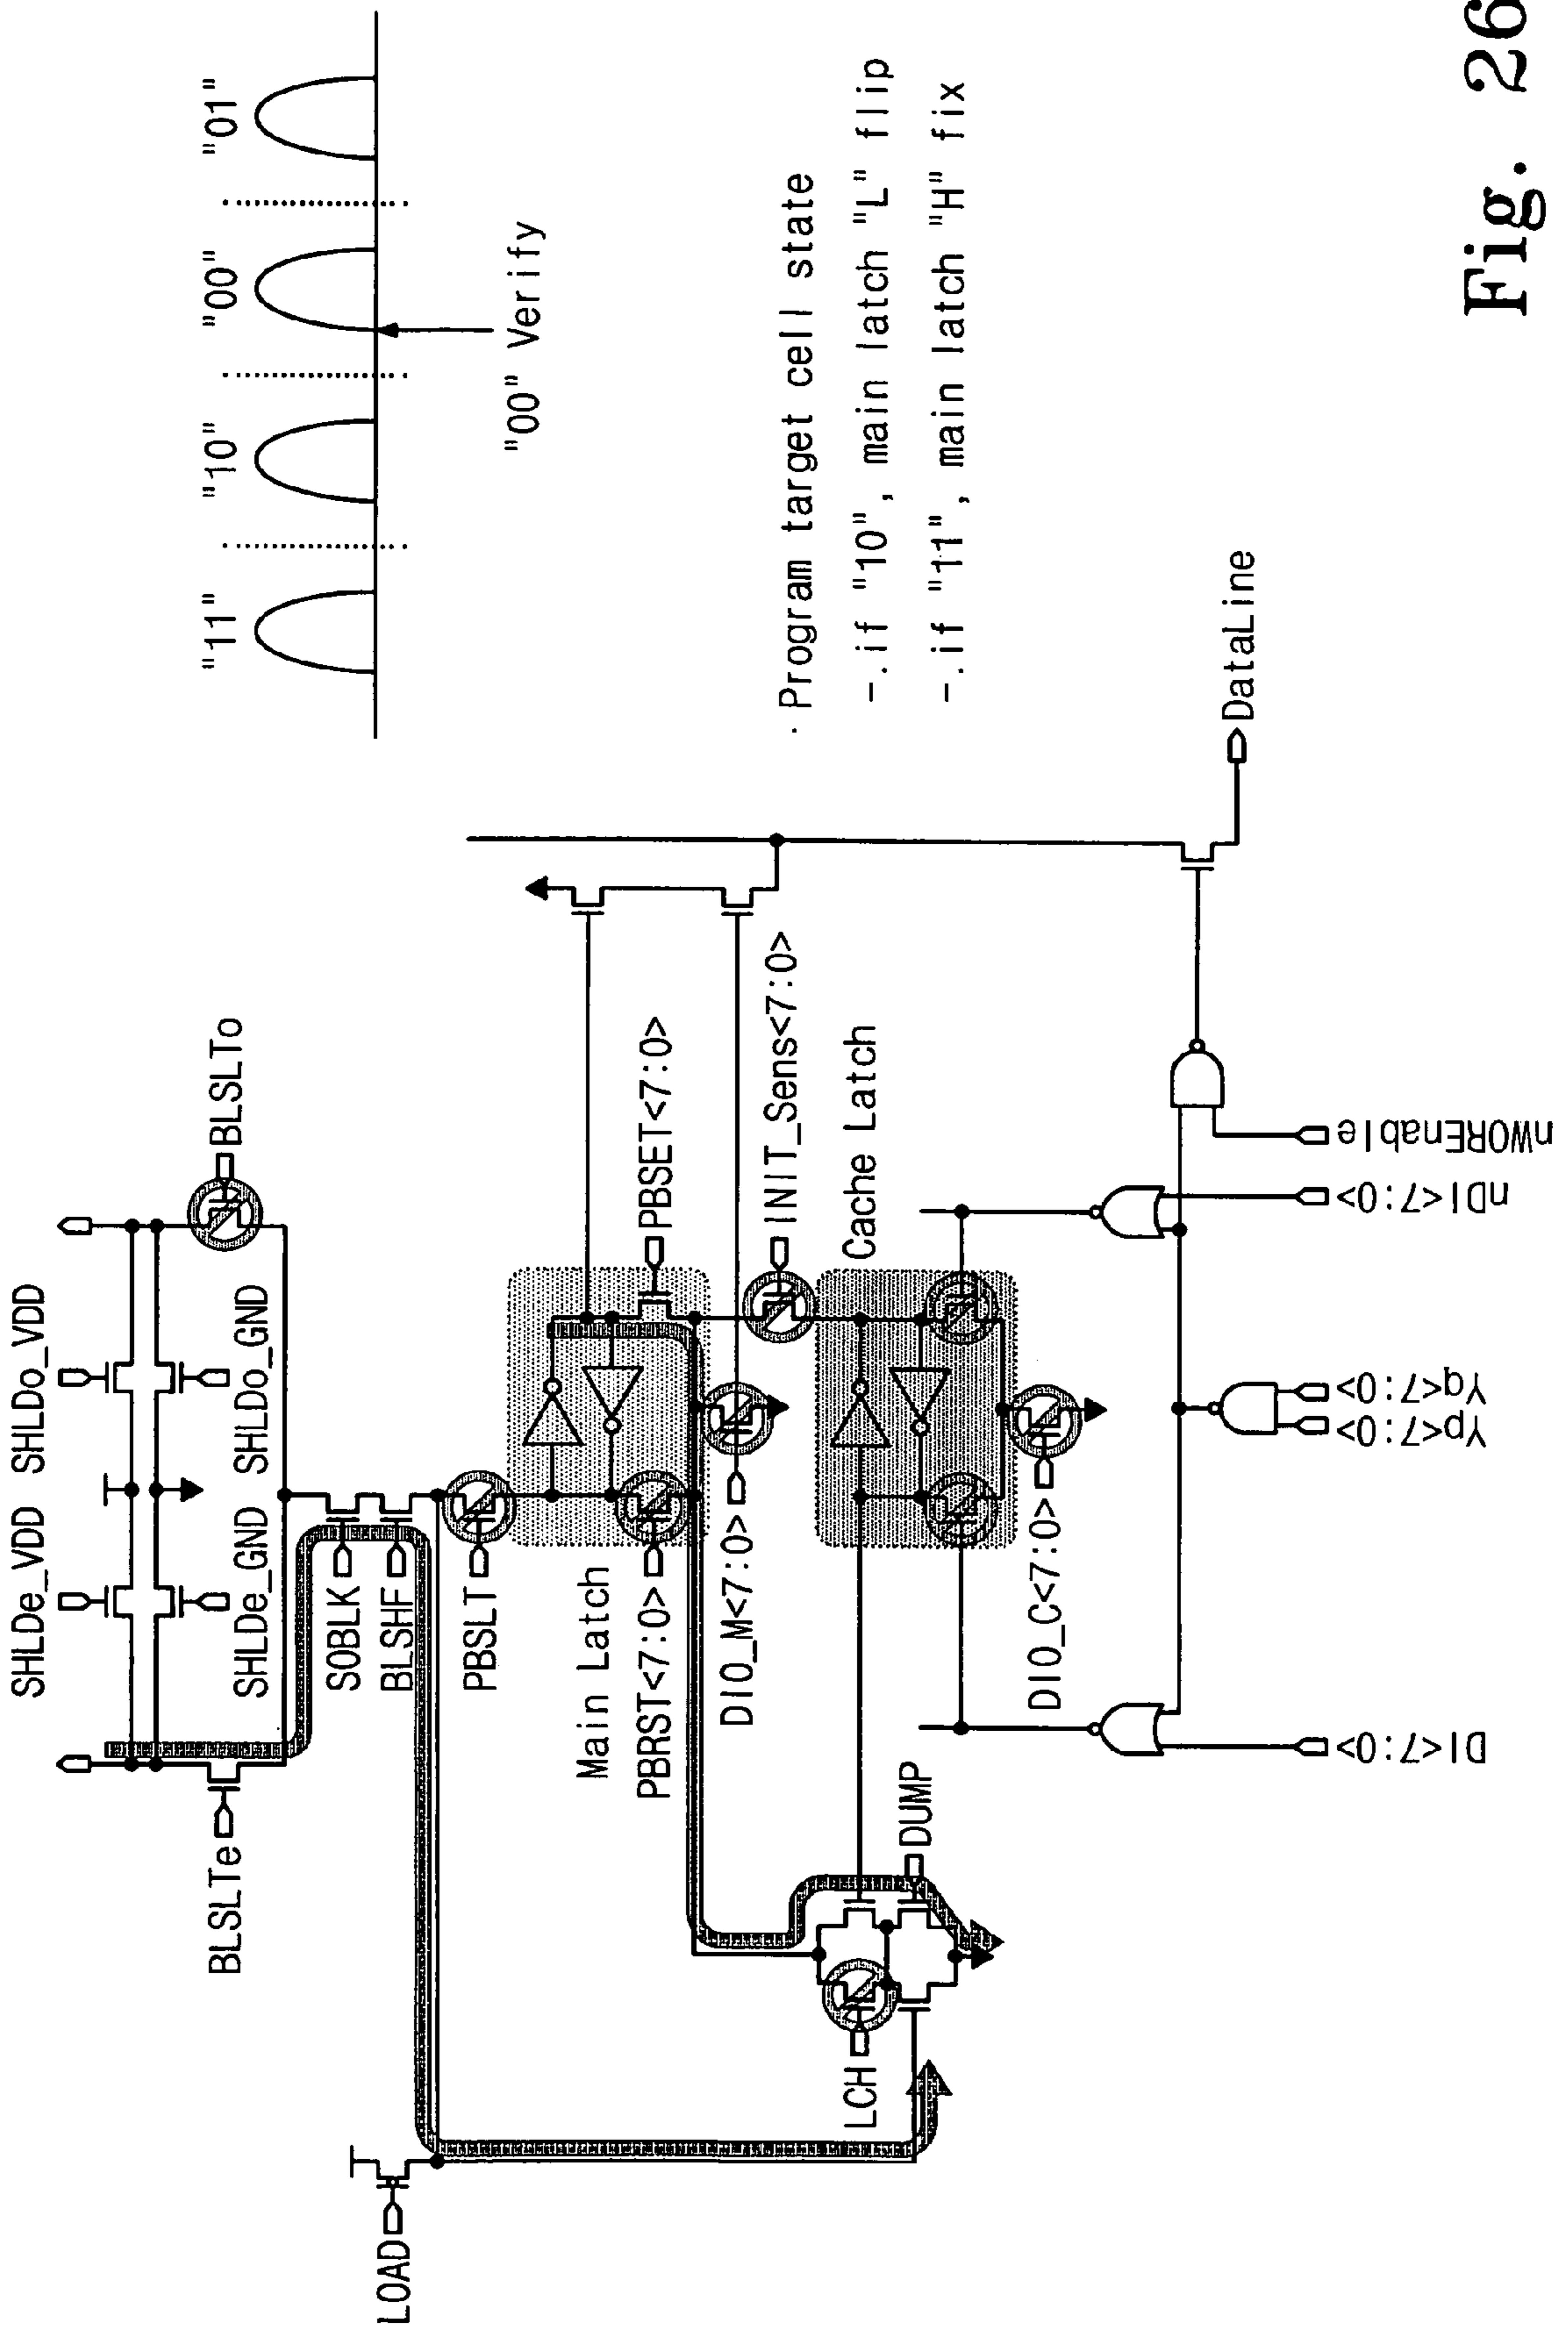 SHLDe_VDD SHLDo_VDD
BLSLTe
BLSLTo
SHLDe_GND SHLDo_GND
SOBLK
BLSHF
LOAD
PBSLT
Main Latch
PBRST<7:0>
PBSET<7:0>
DIO_M<7:0>
INIT_Sens<7:0>
LCH
DUMP
Cache Latch
DIO_C<7:0>
DI<7:0>
Yp<7:0>
Yq<7:0>
nDI<7:0>
nWOREnable
DataLine
"11" "10" "00" "01"
"00" Verify
· Program target cell state
-.if "10", main latch "L" flip
-.if "11", main latch "H" fix
Fig. 26